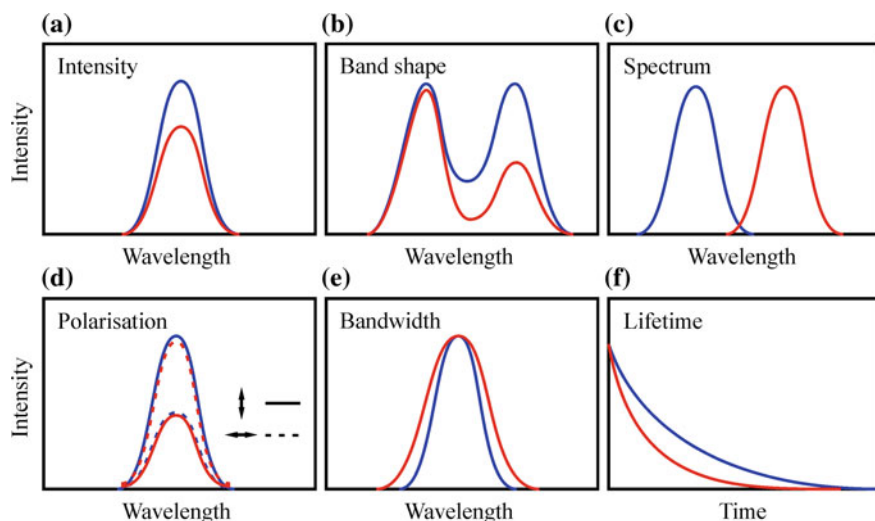 (a)
Intensity
Intensity
Wavelength
(b)
Band shape
Wavelength
(c)
Spectrum
Wavelength
(d)
Polarisation
Intensity
Wavelength
(e)
Bandwidth
Wavelength
(f)
Lifetime
Time